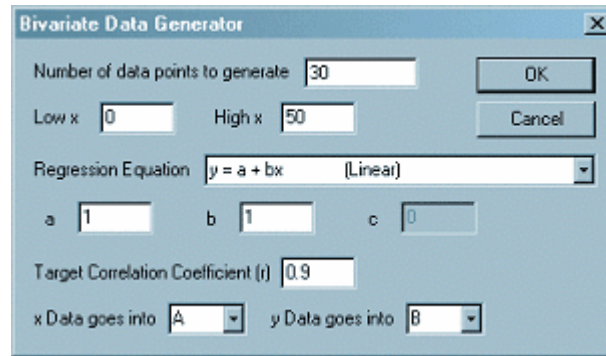 Bivariate Data Generator
Number of data points to generate 30 OK
Low x 0 High x 50 Cancel
Regression Equation y = a + bx (Linear)
a 1 b 1 c 0
Target Correlation Coefficient (r) 0.9
x Data goes into A y Data goes into B